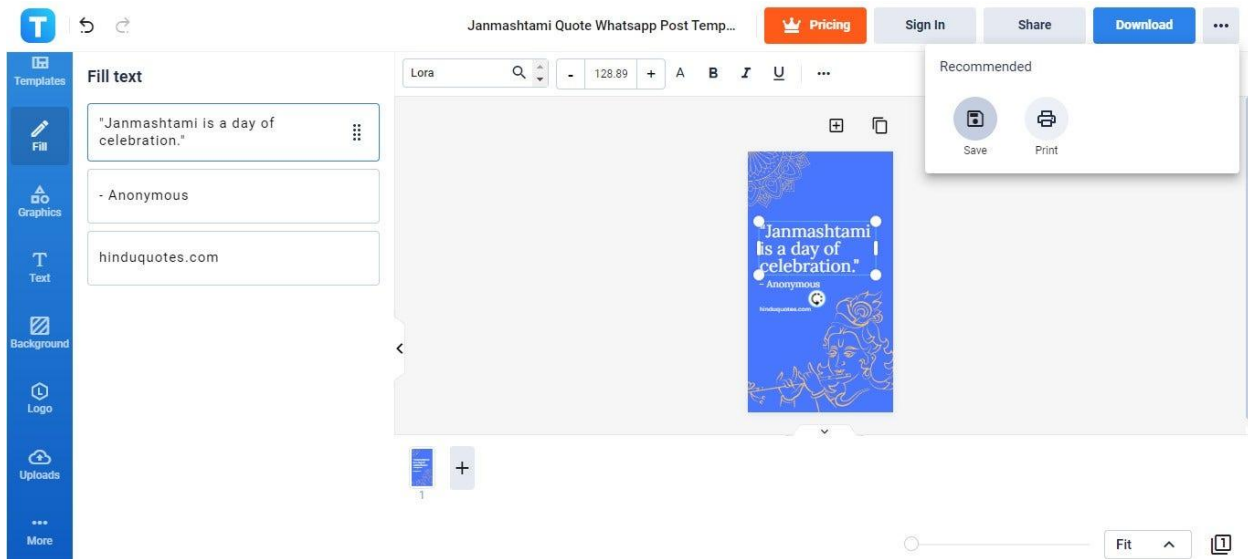 T
Janmashtami Quote Whatsapp Post Temp...
Pricing
Sign In
Share
Download
Templates
Fill
Graphics
Text
Background
Logo
Uploads
More
Fill text
"Janmashtami is a day of
celebration."
- Anonymous
hinduquotes.com
Lora
- 128.89 + A B I U
Recommended
Save
Print
"Janmashtami
is a day of
celebration."
- Anonymous
hinduquotes.com
1
Fit
1